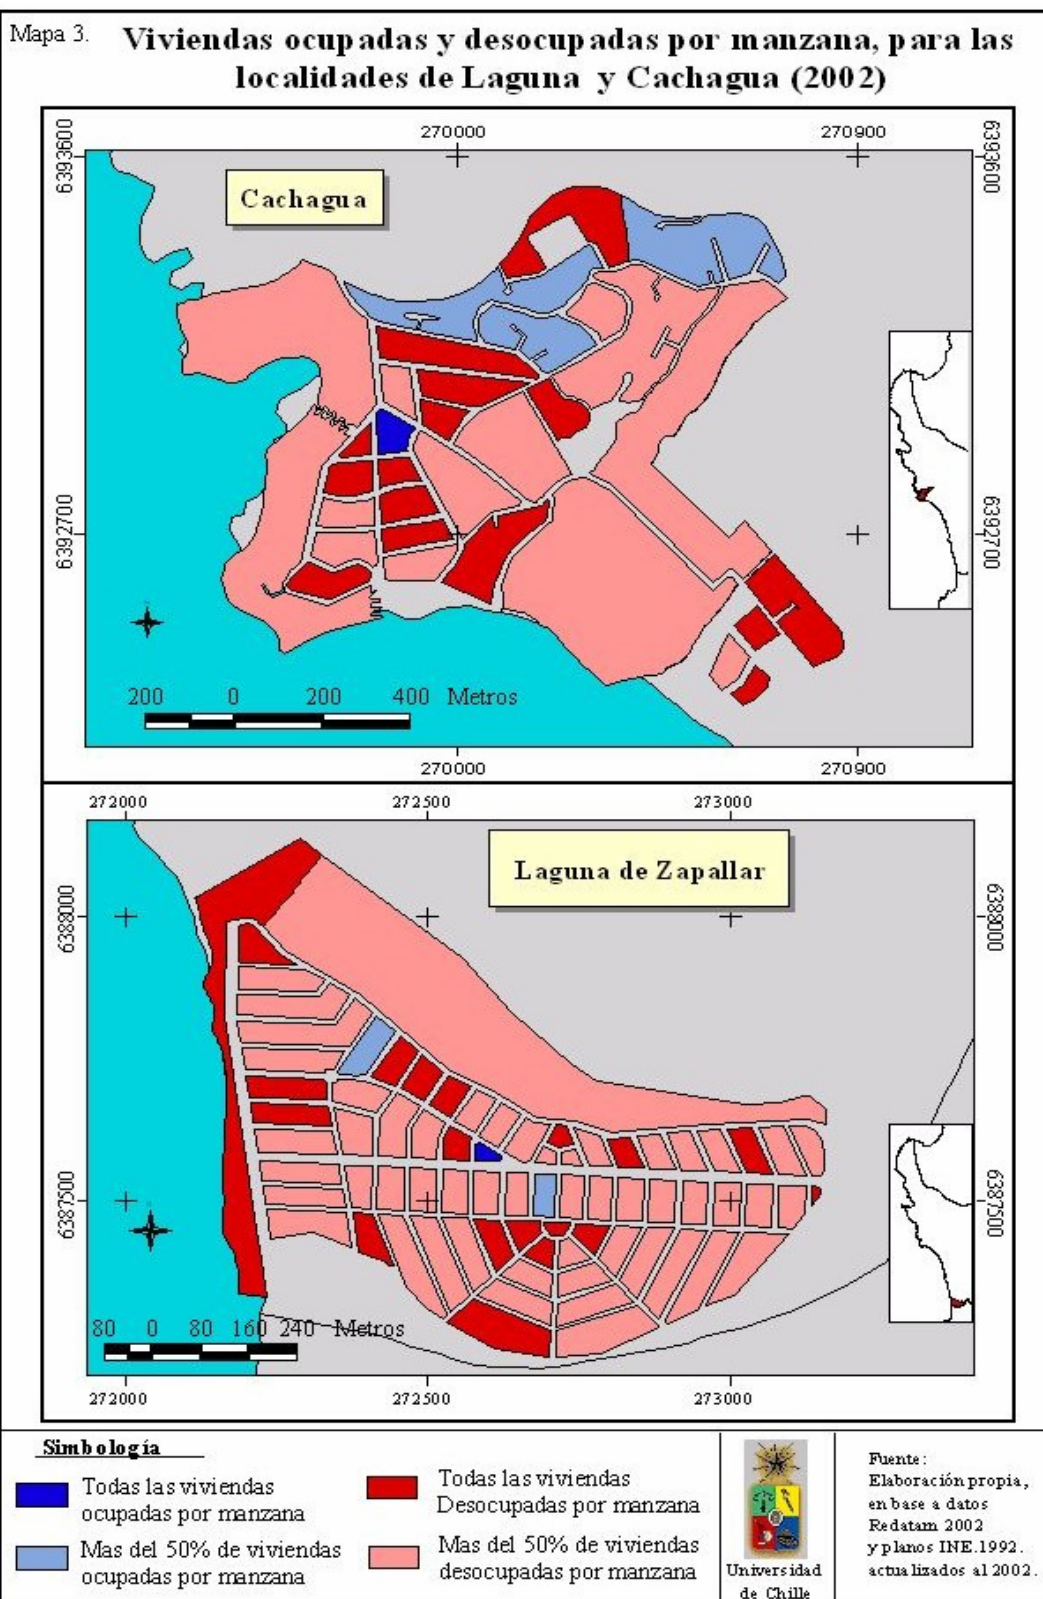 Mapa 3.
Viviendas ocupadas y desocupadas por manzana, para las
localidades de Laguna y Cachagua (2002)
270000
270900
6393600
6393600
Cachagua
6392700
6392700
200 0 200 400 Metros
270000
270900
272000
272500
273000
Laguna de Zapallar
6388000
6388000
6387500
6387500
80 0 80 160 240 Metros
272000
272500
273000
Simbología
Todas las viviendas
ocupadas por manzana
Mas del 50% de viviendas
ocupadas por manzana
Todas las viviendas
Desocupadas por manzana
Mas del 50% de viviendas
desocupadas por manzana
Universidad
de Chille
Fuente:
Elaboración propia,
en base a datos
Redatam 2002
y planos INE.1992.
actualizados al 2002.